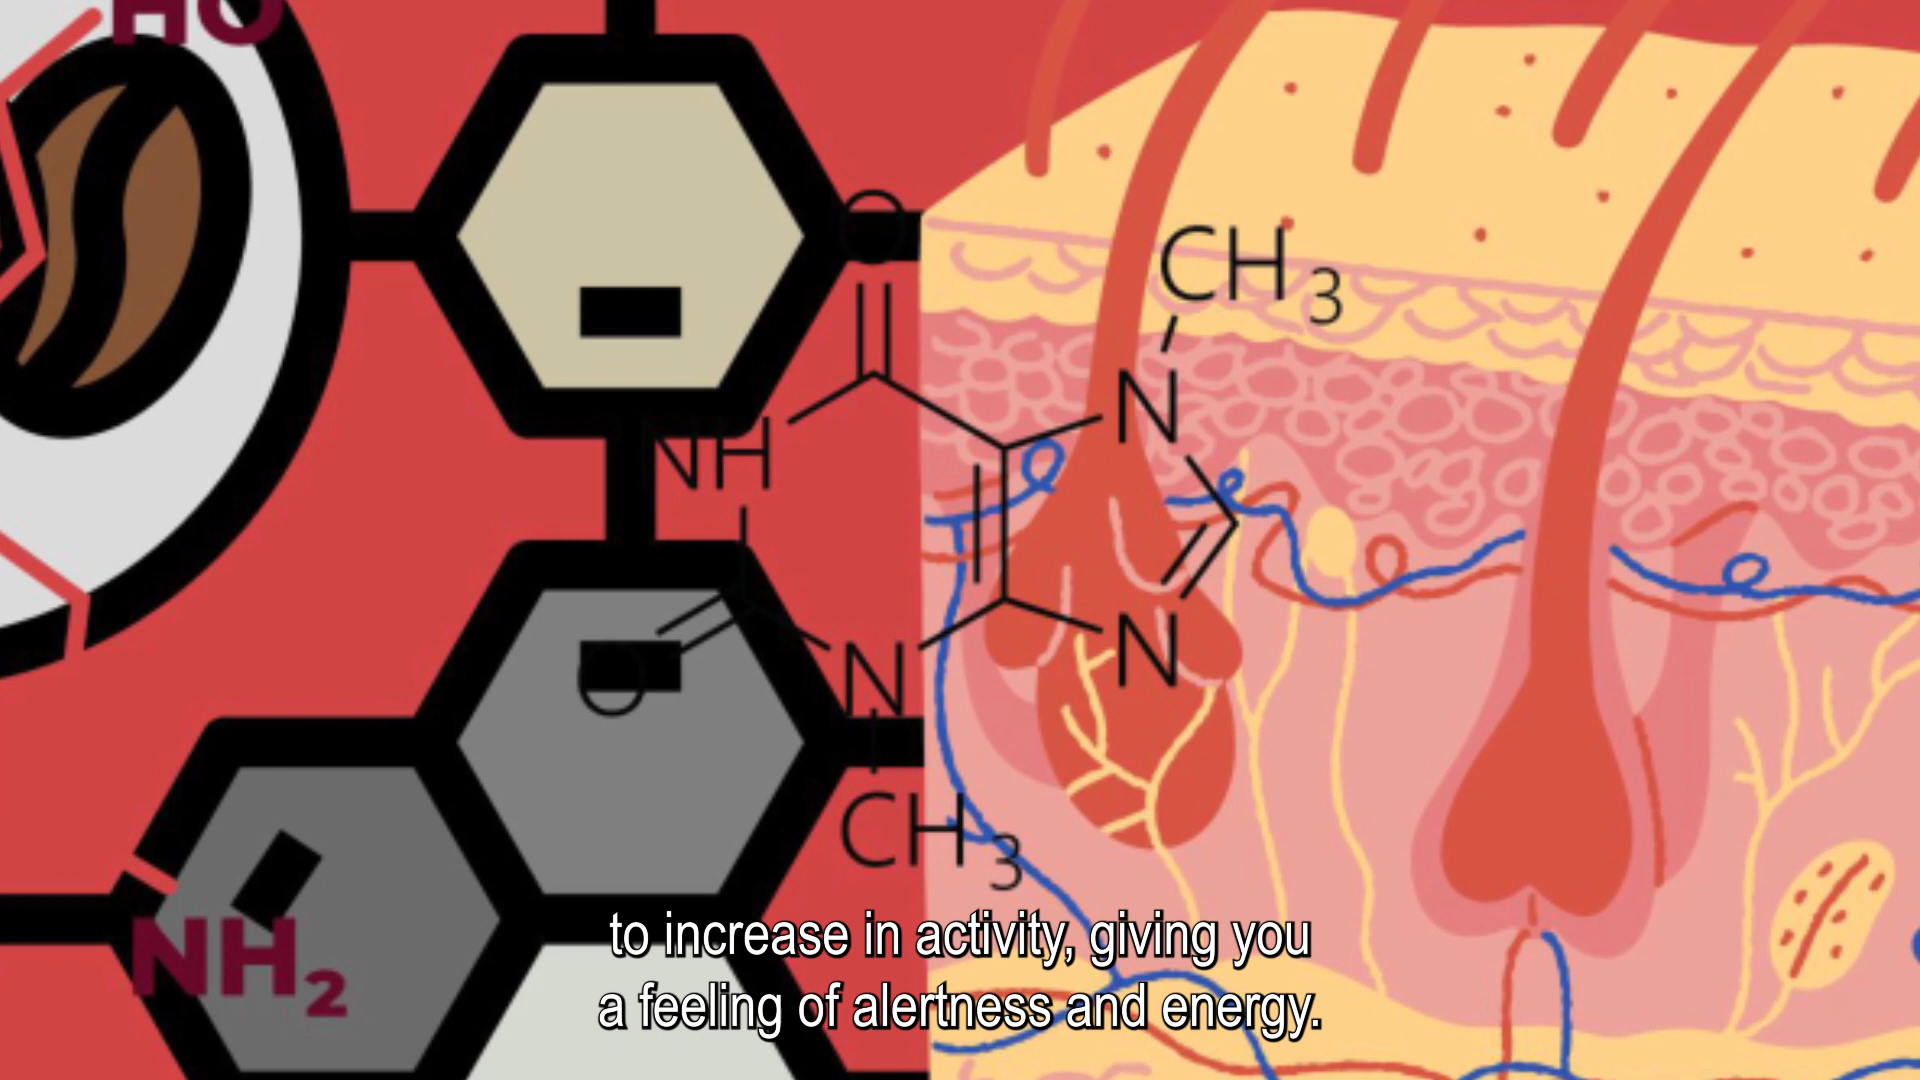 HO
O
CH3
N
NH
N
O
N
CH3
NH2
to increase in activity, giving you
a feeling of alertness and energy.